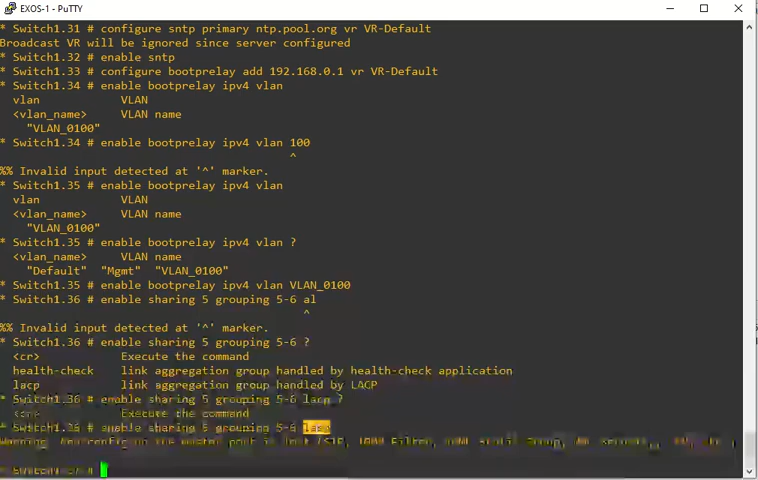 EXOS-1 - PuTTY
* Switch1.31 # configure sntp primary ntp.pool.org vr VR-Default
Broadcast VR will be ignored since server configured
* Switch1.32 # enable sntp
* Switch1.33 # configure bootprelay add 192.168.0.1 vr VR-Default
* Switch1.34 # enable bootprelay ipv4 vlan
vlan VLAN
<vlan_name> VLAN name
"VLAN_0100"
* Switch1.34 # enable bootprelay ipv4 vlan 100
^
%% Invalid input detected at '^' marker.
* Switch1.35 # enable bootprelay ipv4 vlan
vlan VLAN
<vlan_name> VLAN name
"VLAN_0100"
* Switch1.35 # enable bootprelay ipv4 vlan ?
<vlan_name> VLAN name
"Default" "Mgmt" "VLAN_0100"
* Switch1.35 # enable bootprelay ipv4 vlan VLAN_0100
* Switch1.36 # enable sharing 5 grouping 5-6 al
^
%% Invalid input detected at '^' marker.
* Switch1.36 # enable sharing 5 grouping 5-6 ?
<cr> Execute the command
health-check link aggregation group handled by health-check application
lacp link aggregation group handled by LACP
* Switch1.36 # enable sharing 5 grouping 5-6 lacp ?
<cr> Execute the command
* Switch1.36 # enable sharing 5 grouping 5-6 lacp
Warning